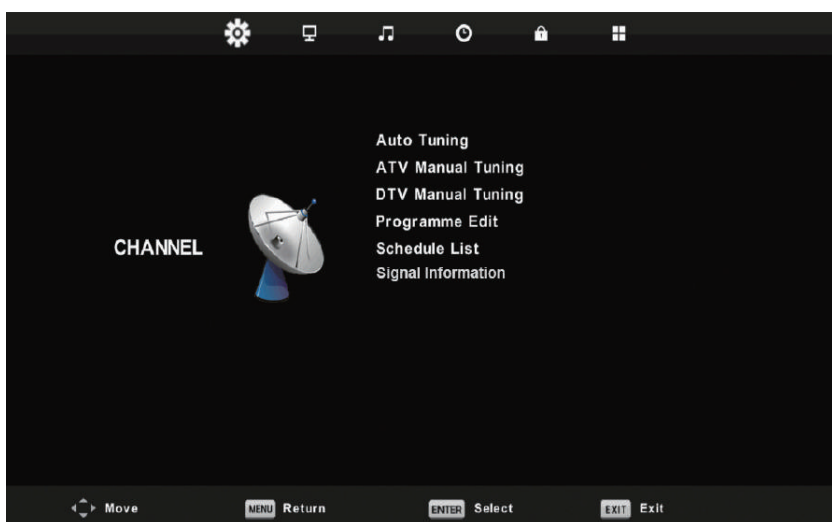 Auto Tuning
ATV Manual Tuning
DTV Manual Tuning
Programme Edit
CHANNEL
Schedule List
Signal Information
Move
MENU Return
ENTER Select
EXIT Exit